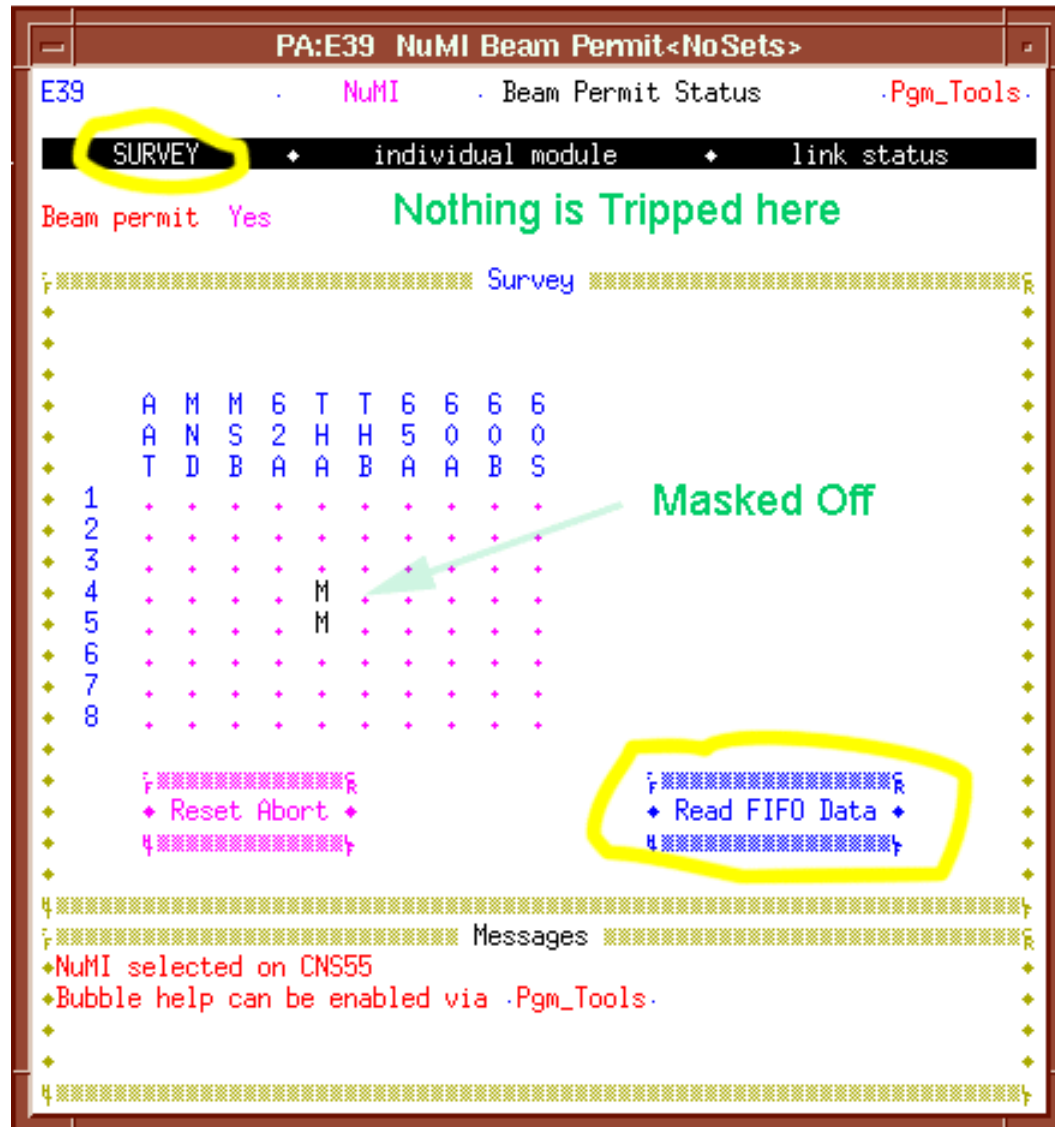 PA:E39 NuMI Beam Permit<NoSets>
E39 . NuMI . Beam Permit Status .Pgm_Tools.
SURVEY ◆ individual module ◆ link status
Beam permit Yes Nothing is Tripped here
Survey
A M M 6 T T 6 6 6 6
A N S 2 H H 5 0 0 0
T D B A A B A A B S
1 . . . . . . . . . . Masked Off
2 . . . . . . . . . .
3 . . . . . . . . . .
4 . . . . M . . . . .
5 . . . . M . . . . .
6 . . . . . . . . . .
7 . . . . . . . . . .
8 . . . . . . . . . .
◆ Reset Abort ◆ ◆ Read FIFO Data ◆
Messages
◆NuMI selected on CNS55
◆Bubble help can be enabled via .Pgm_Tools.